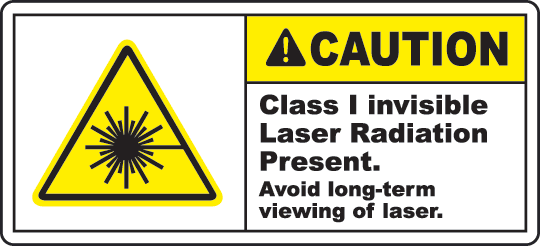 CAUTION
Class I invisible
Laser Radiation
Present.
Avoid long-term
viewing of laser.